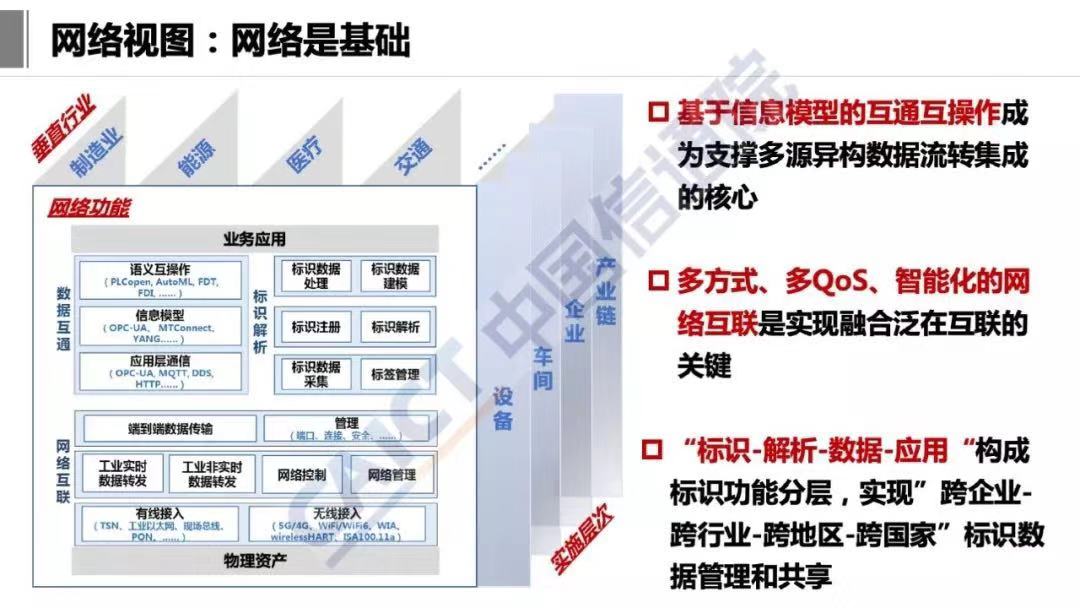 网络视图：网络是基础
垂直行业
制造业
能源
医疗
交通
……
网络功能
业务应用
数据互通
语义互操作
（PLCopen, AutoML, FDT,
FDI, ……）
信息模型
（OPC-UA、 MTConnect,
YANG……）
应用层通信
（OPC-UA, MQTT, DDS,
HTTP……）
标识解析
标识数据
处理
标识数据
建模
标识注册
标识解析
标识数据
采集
标签管理
网络互联
端到端数据传输
管理
（端口、连接、安全、……）
工业实时
数据转发
工业非实时
数据转发
网络控制
网络管理
有线接入
（TSN、工业以太网、现场总线、
PON、……）
无线接入
（5G/4G、WiFi/WiFi6、WIA、
wirelessHART、ISA100.11a）
物理资产
设备
车间
企业
产业链
实施层次
基于信息模型的互通互操作成
为支撑多源异构数据流转集成
的核心
多方式、多QoS、智能化的网
络互联是实现融合泛在互联的
关键
“标识-解析-数据-应用“构成
标识功能分层，实现”跨企业-
跨行业-跨地区-跨国家”标识数
据管理和共享
CAICT 中国信通院